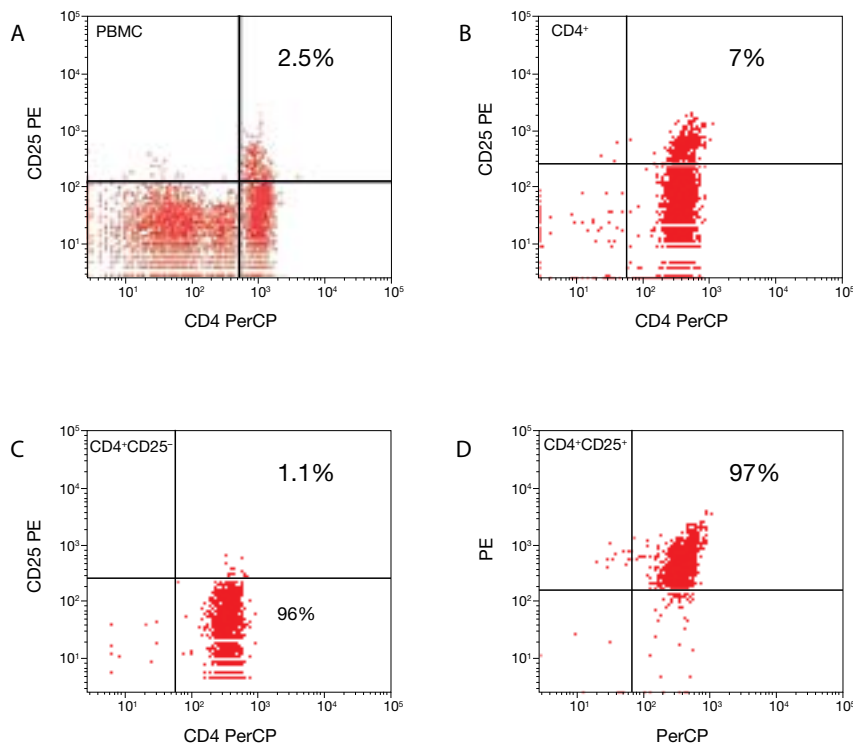 A
PBMC
2.5%
10⁵
10⁴
10³
10²
10¹
CD25 PE
10¹ 10² 10³ 10⁴ 10⁵
CD4 PerCP
B
CD4⁺
7%
10⁵
10⁴
10³
10²
10¹
CD25 PE
10¹ 10² 10³ 10⁴ 10⁵
CD4 PerCP
C
CD4⁺CD25⁻
1.1%
96%
10⁵
10⁴
10³
10²
10¹
CD25 PE
10¹ 10² 10³ 10⁴ 10⁵
CD4 PerCP
D
CD4⁺CD25⁺
97%
10⁵
10⁴
10³
10²
10¹
PE
10¹ 10² 10³ 10⁴ 10⁵
PerCP